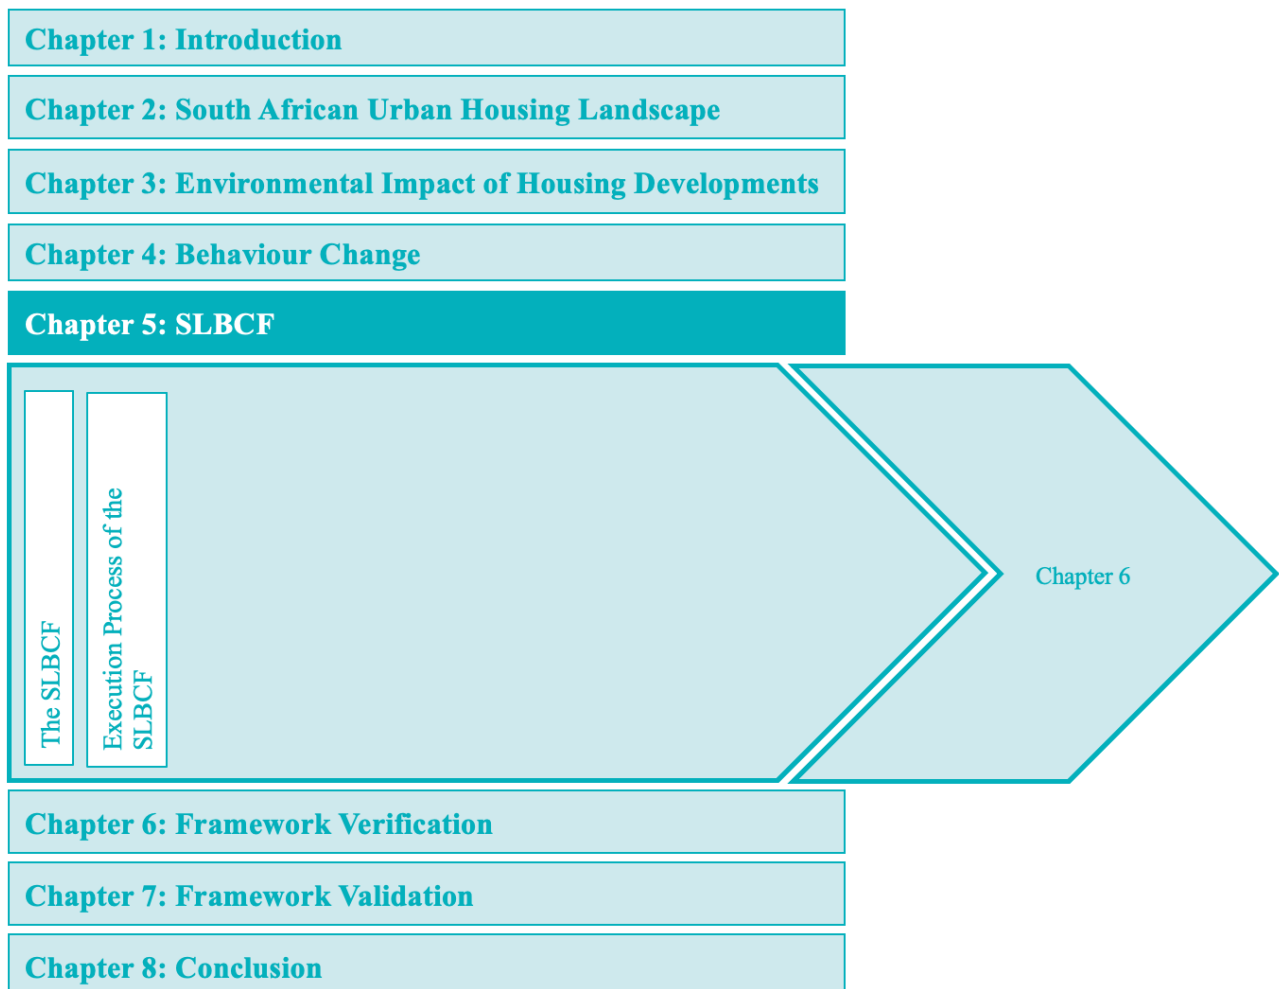 Chapter 1: Introduction
Chapter 2: South African Urban Housing Landscape
Chapter 3: Environmental Impact of Housing Developments
Chapter 4: Behaviour Change
Chapter 5: SLBCF
The SLBCF
Execution Process of the
SLBCF
Chapter 6
Chapter 6: Framework Verification
Chapter 7: Framework Validation
Chapter 8: Conclusion